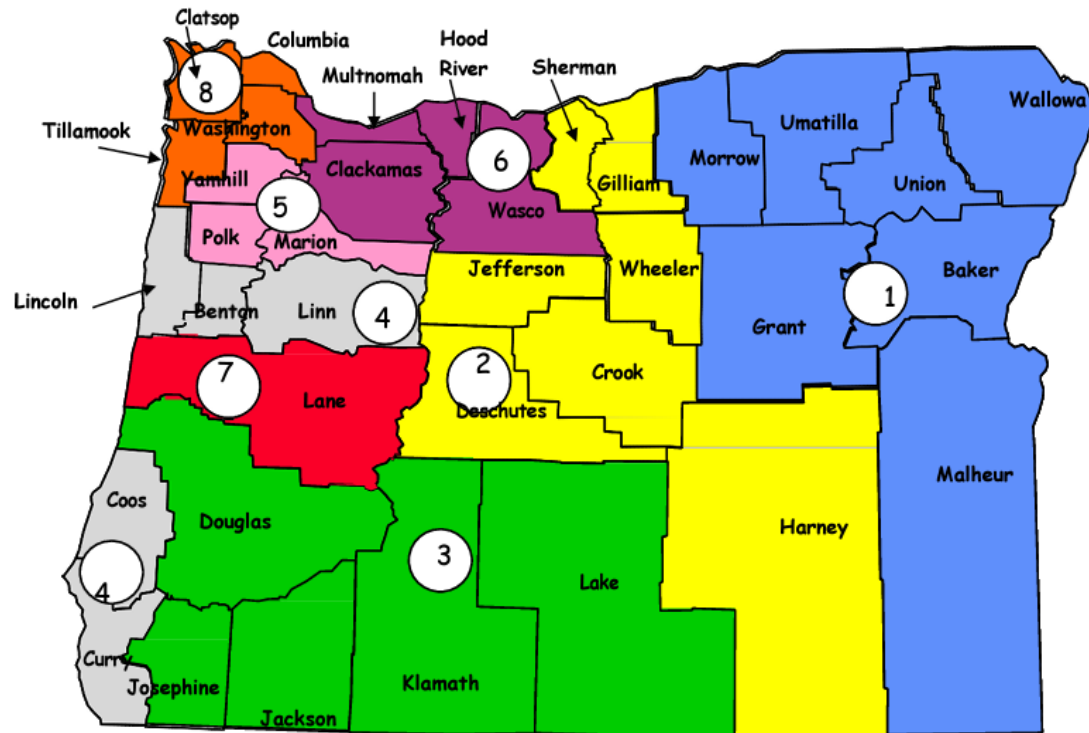 Clatsop
Columbia
Hood
River
Multnomah
Sherman
8
Wallowa
Tillamook
Washington
Umatilla
6
Morrow
Clackamas
Yamhill
Gilliam
Union
5
Wasco
Polk
Marion
Jefferson
Wheeler
Baker
Lincoln
Benton
Linn
4
1
Grant
7
2
Crook
Lane
Deschutes
Malheur
Coos
Douglas
Harney
3
Lake
4
Curry
Josephine
Klamath
Jackson